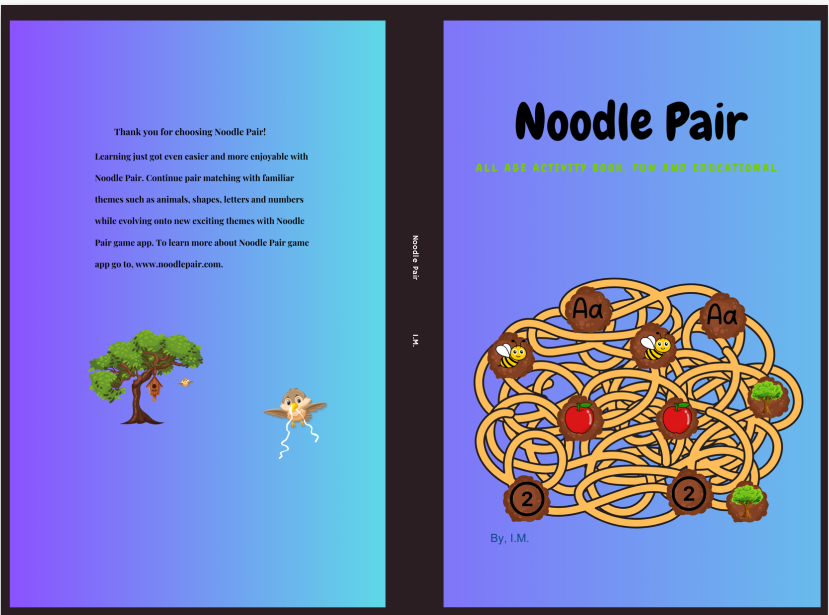 Thank you for choosing Noodle Pair!
Learning just got even easier and more enjoyable with
Noodle Pair. Continue pair matching with familiar
themes such as animals, shapes, letters and numbers
while evolving onto new exciting themes with Noodle
Pair game app. To learn more about Noodle Pair game
app go to, www.noodlepair.com.
Noodle Pair
I.M.
Noodle Pair
ALL AGE ACTIVITY BOOK. FUN AND EDUCATIONAL.
Aa
Aa
2
2
By, I.M.